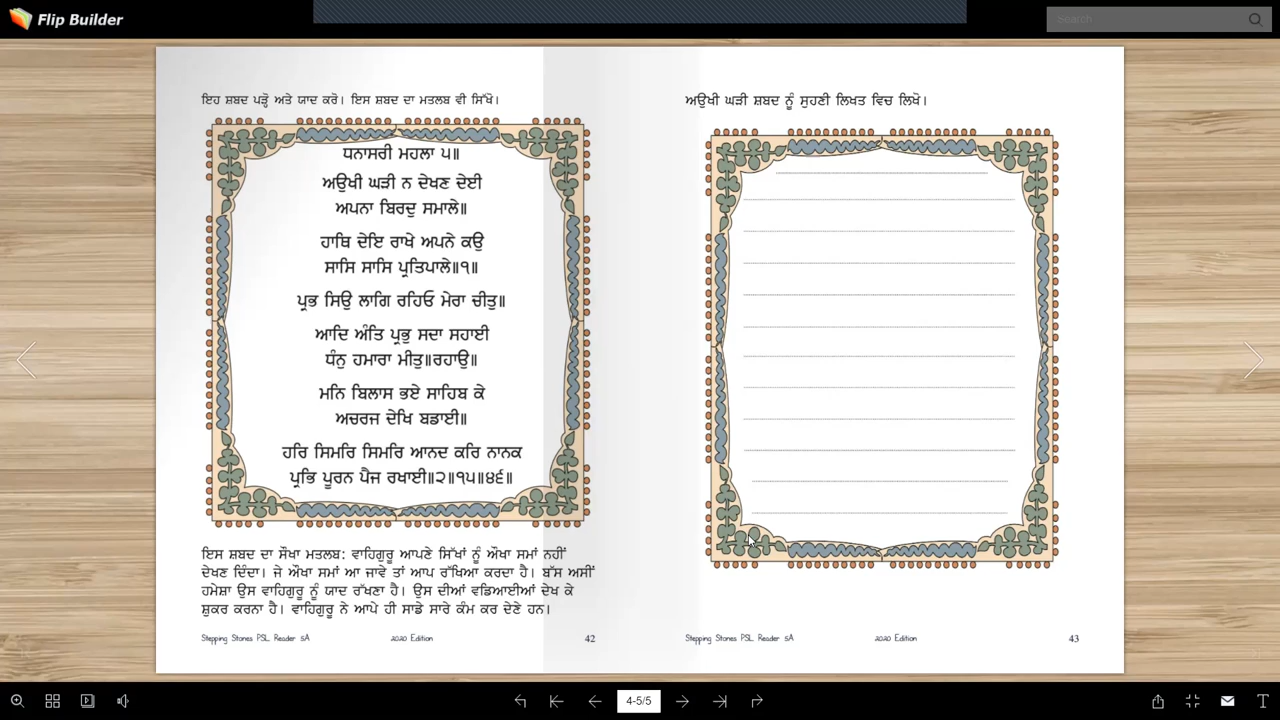 Flip Builder
Search
ਇਹ ਸ਼ਬਦ ਪੜ੍ਹੋ ਅਤੇ ਯਾਦ ਕਰੋ। ਇਸ ਸ਼ਬਦ ਦਾ ਮਤਲਬ ਵੀ ਸਿੱਖੋ।
ਧਨਾਸਰੀ ਮਹਲਾ ੫॥
ਅਉਖੀ ਘੜੀ ਨ ਦੇਖਣ ਦੇਈ
ਅਪਨਾ ਬਿਰਦੁ ਸਮਾਲੇ॥
ਹਾਥਿ ਦੇਇ ਰਾਖੇ ਅਪਨੇ ਕਉ
ਸਾਸਿ ਸਾਸਿ ਪ੍ਰਤਿਪਾਲੇ॥੧॥
ਪ੍ਰਭ ਸਿਉ ਲਾਗਿ ਰਹਿਓ ਮੇਰਾ ਚੀਤੁ॥
ਆਦਿ ਅੰਤਿ ਪ੍ਰਭੁ ਸਦਾ ਸਹਾਈ
ਧੰਨੁ ਹਮਾਰਾ ਮੀਤੁ॥ਰਹਾਉ॥
ਮਨਿ ਬਿਲਾਸ ਭਏ ਸਾਹਿਬ ਕੇ
ਅਚਰਜ ਦੇਖਿ ਬਡਾਈ॥
ਹਰਿ ਸਿਮਰਿ ਸਿਮਰਿ ਆਨਦ ਕਰਿ ਨਾਨਕ
ਪ੍ਰਭਿ ਪੂਰਨ ਪੈਜ ਰਖਾਈ॥੨॥੧੫॥੪੬॥
ਇਸ ਸ਼ਬਦ ਦਾ ਸੌਖਾ ਮਤਲਬ: ਵਾਹਿਗੁਰੂ ਆਪਣੇ ਸਿੱਖਾਂ ਨੂੰ ਔਖਾ ਸਮਾਂ ਨਹੀਂ
ਦੇਖਣ ਦਿੰਦਾ। ਜੇ ਔਖਾ ਸਮਾਂ ਆ ਜਾਵੇ ਤਾਂ ਆਪ ਰੱਖਿਆ ਕਰਦਾ ਹੈ। ਬੱਸ ਅਸੀਂ
ਹਮੇਸ਼ਾ ਉਸ ਵਾਹਿਗੁਰੂ ਨੂੰ ਯਾਦ ਰੱਖਣਾ ਹੈ। ਉਸ ਦੀਆਂ ਵਡਿਆਈਆਂ ਦੇਖ ਕੇ
ਸ਼ੁਕਰ ਕਰਨਾ ਹੈ। ਵਾਹਿਗੁਰੂ ਨੇ ਆਪੇ ਹੀ ਸਾਡੇ ਸਾਰੇ ਕੰਮ ਕਰ ਦੇਣੇ ਹਨ।
Stepping Stones PSL Reader 5A 2020 Edition 42
ਅਉਖੀ ਘੜੀ ਸ਼ਬਦ ਨੂੰ ਸੁਹਣੀ ਲਿਖਤ ਵਿਚ ਲਿਖੋ।
Stepping Stones PSL Reader 5A 2020 Edition 43
4-5/5